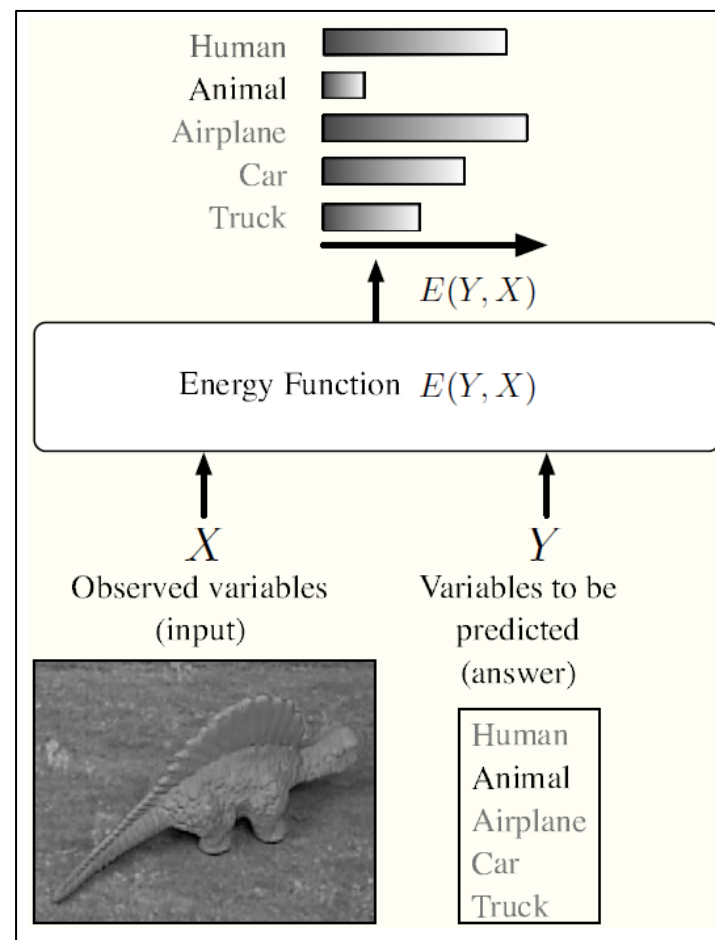 Human
Animal
Airplane
Car
Truck
E(Y, X)
Energy Function E(Y, X)
X
Observed variables
(input)
Y
Variables to be
predicted
(answer)
Human
Animal
Airplane
Car
Truck